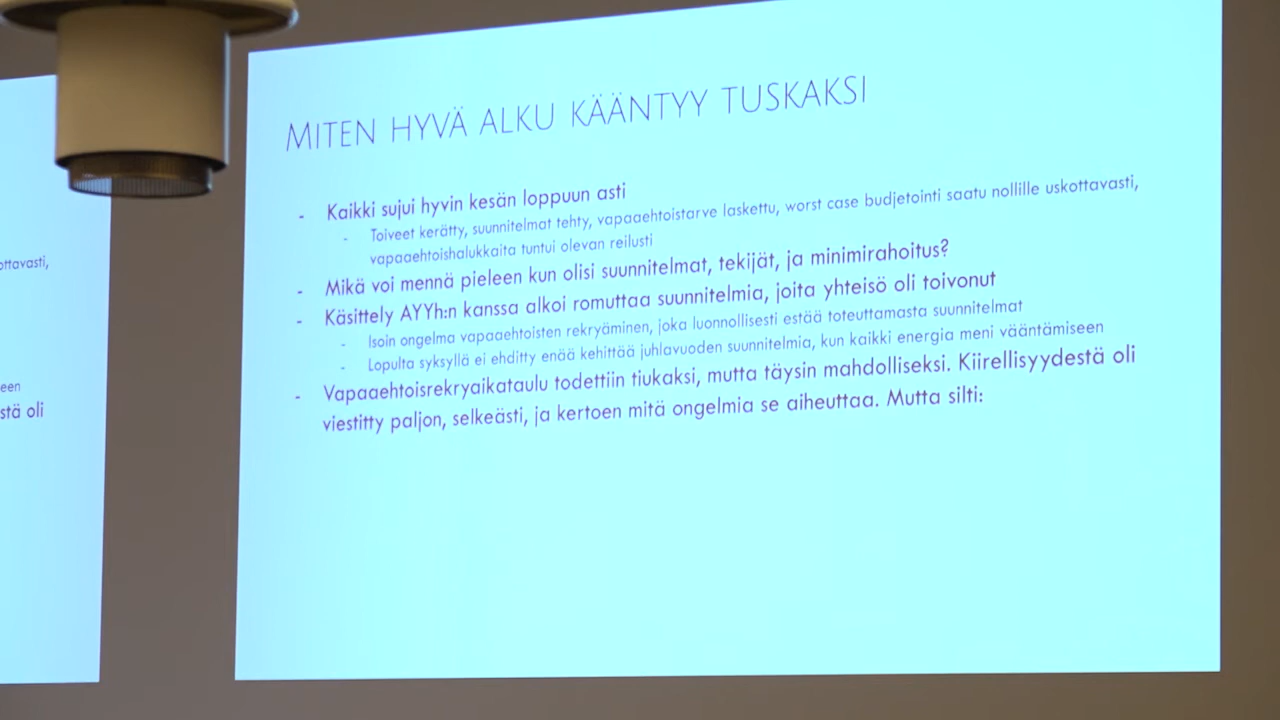 MITEN HYVÄ ALKU KÄÄNTYY TUSKAKSI
- Kaikki sujui hyvin kesän loppuun asti
- Toiveet kerätty, suunnitelmat tehty, vapaaehtoistarve laskettu, worst case budjetointi saatu nollille uskottavasti,
vapaaehtoishalukkaita tuntui olevan reilusti
- Mikä voi mennä pieleen kun olisi suunnitelmat, tekijät, ja minimirahoitus?
- Käsittely AYYh:n kanssa alkoi romuttaa suunnitelmia, joita yhteisö oli toivonut
- Isoin ongelma vapaaehtoisten rekryäminen, joka luonnollisesti estää toteuttamasta suunnitelmat
- Lopulta syksyllä ei ehditty enää kehittää juhlavuoden suunnitelmia, kun kaikki energia meni vääntämiseen
- Vapaaehtoisrekryaikataulu todettiin tiukaksi, mutta täysin mahdolliseksi. Kiirellisyydestä oli
viestitty paljon, selkeästi, ja kertoen mitä ongelmia se aiheuttaa. Mutta silti:
ottavasti,
een
stä oli